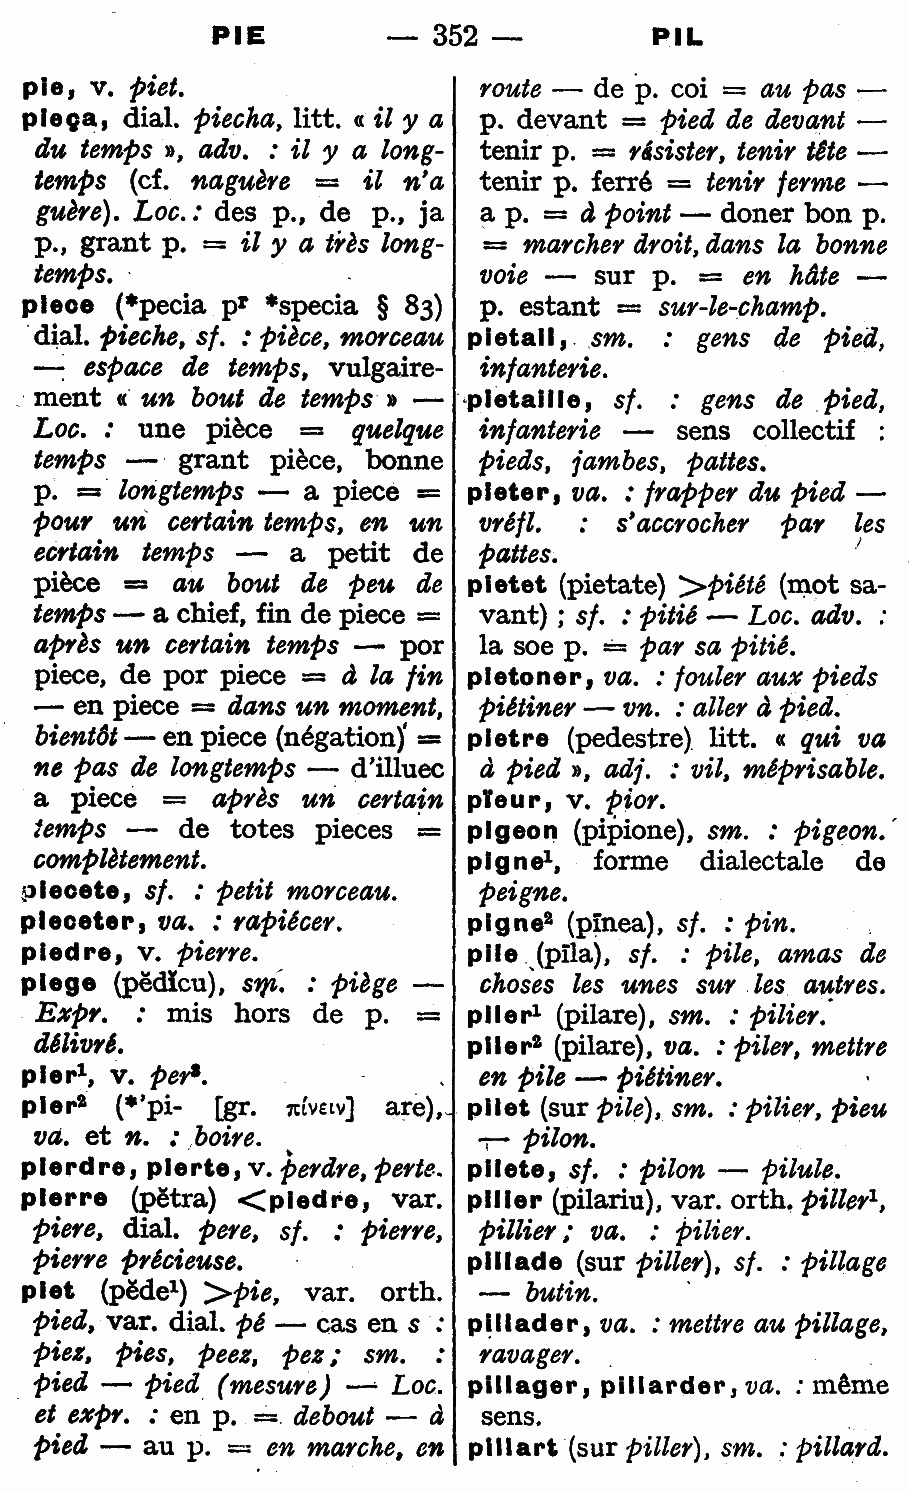 PIE — 352 — PIL
pie, v. piet.
pieça, dial. piecha, litt. « il y a
du temps », adv. : il y a long-
temps (cf. naguère = il n'a
guère). Loc. : des p., de p., ja
p., grant p. = il y a très long-
temps.
piece (*pecia pʳ *specia § 83)
dial. pieche, sf. : pièce, morceau
— espace de temps, vulgaire-
ment « un bout de temps » —
Loc. : une pièce = quelque
temps — grant pièce, bonne
p. = longtemps — a piece =
pour un certain temps, en un
ecrtain temps — a petit de
pièce = au bout de peu de
temps — a chief, fin de piece =
après un certain temps — por
piece, de por piece = à la fin
— en piece = dans un moment,
bientôt — en piece (négation) =
ne pas de longtemps — d'illuec
a piece = après un certain
temps — de totes pieces =
complètement.
piecete, sf. : petit morceau.
pieceter, va. : rapiécer.
piedre, v. pierre.
piege (pĕdĭcu), sm. : piège —
Expr. : mis hors de p. =
délivré.
pier¹, v. per².
pier² (*'pi- [gr. πίνειν] are),
va. et n. : boire.
pierdre, pierte, v. perdre, perte.
pierre (pĕtra) <piedre, var.
piere, dial. pere, sf. : pierre,
pierre précieuse.
piet (pĕde¹) >pie, var. orth.
pied, var. dial. pé — cas en s :
piez, pies, peez, pez ; sm. :
pied — pied (mesure) — Loc.
et expr. : en p. = debout — à
pied — au p. = en marche, en
route — de p. coi = au pas —
p. devant = pied de devant —
tenir p. = résister, tenir tête —
tenir p. ferré = tenir ferme —
a p. = à point — doner bon p.
= marcher droit, dans la bonne
voie — sur p. = en hâte —
p. estant = sur-le-champ.
pietail, sm. : gens de pied,
infanterie.
pietaille, sf. : gens de pied,
infanterie — sens collectif :
pieds, jambes, pattes.
pieter, va. : frapper du pied —
vréfl. : s'accrocher par les
pattes.
pietet (pietate) >piété (mot sa-
vant) ; sf. : pitié — Loc. adv. :
la soe p. = par sa pitié.
pietoner, va. : fouler aux pieds
piétiner — vn. : aller à pied.
pietre (pedestre) litt. « qui va
à pied », adj. : vil, méprisable.
pïeur, v. pior.
pigeon (pipione), sm. : pigeon.
pigne¹, forme dialectale de
peigne.
pigne² (pīnea), sf. : pin.
pile (pīla), sf. : pile, amas de
choses les unes sur les autres.
piler¹ (pilare), sm. : pilier.
piler² (pilare), va. : piler, mettre
en pile — piétiner.
pilet (sur pile), sm. : pilier, pieu
— pilon.
pilete, sf. : pilon — pilule.
pilier (pilariu), var. orth. piller¹,
pillier ; va. : pilier.
pillade (sur piller), sf. : pillage
— butin.
pillader, va. : mettre au pillage,
ravager.
pillager, pillarder, va. : même
sens.
pillart (sur piller), sm. : pillard.